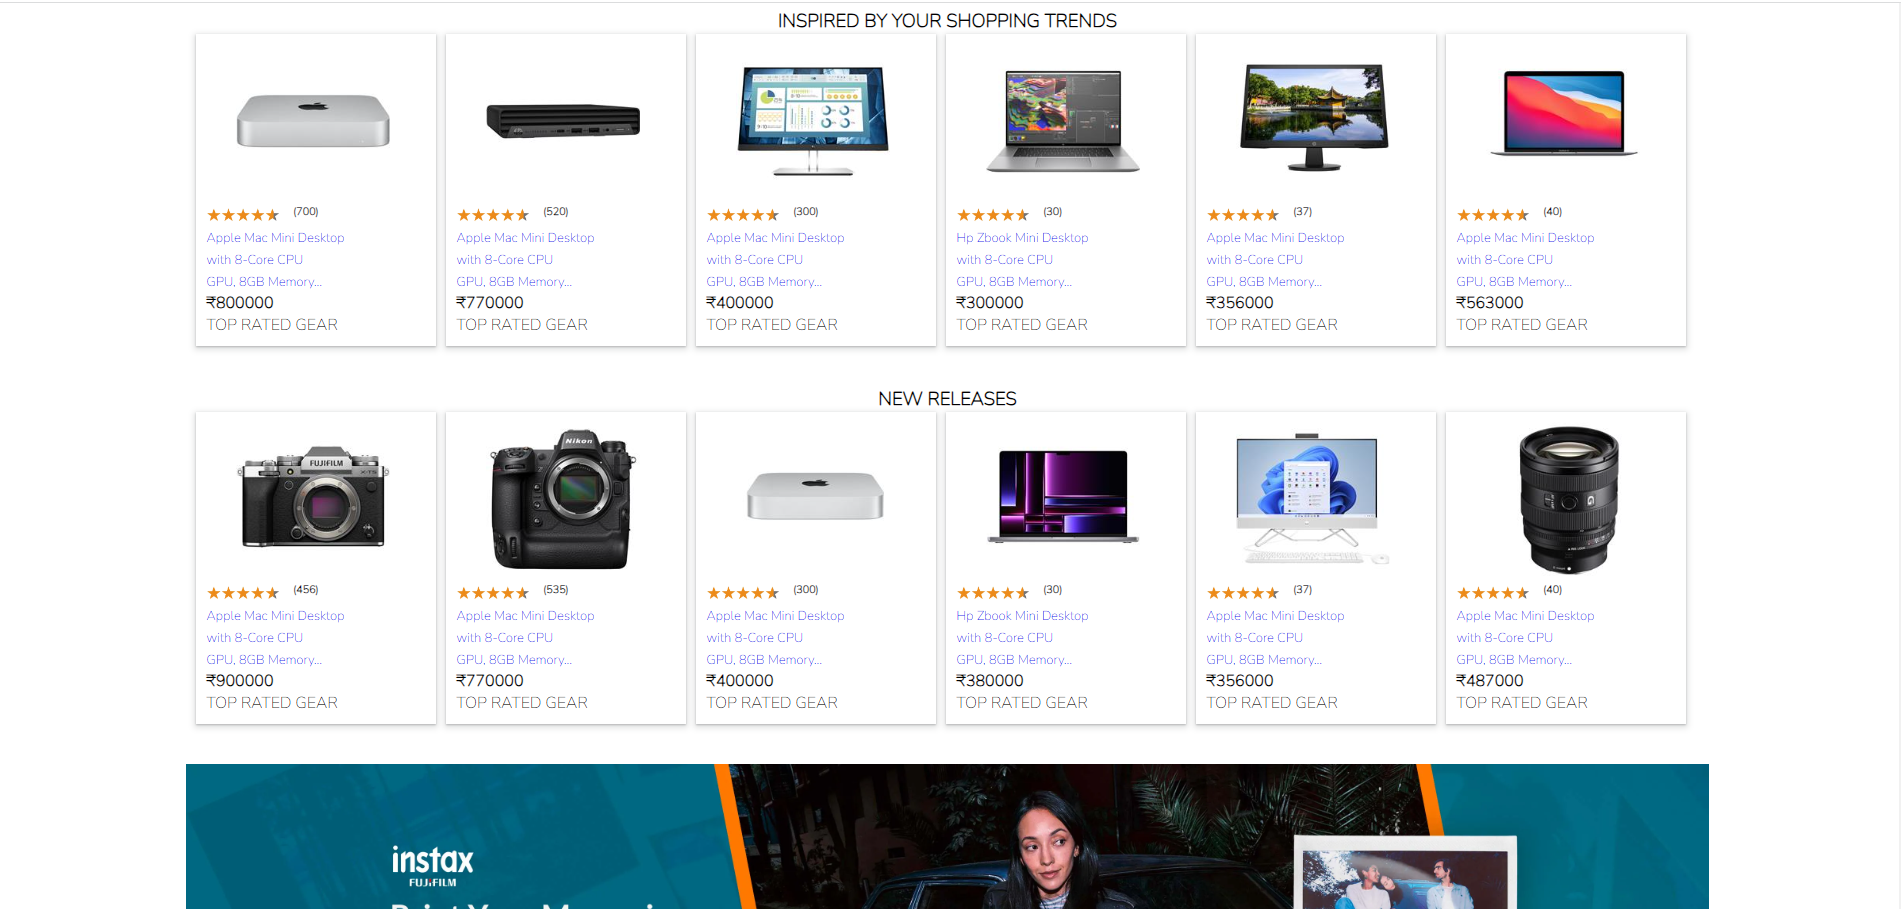 INSPIRED BY YOUR SHOPPING TRENDS
(700)
Apple Mac Mini Desktop
with 8-Core CPU
GPU, 8GB Memory...
₹800000
TOP RATED GEAR
(520)
Apple Mac Mini Desktop
with 8-Core CPU
GPU, 8GB Memory...
₹770000
TOP RATED GEAR
(300)
Apple Mac Mini Desktop
with 8-Core CPU
GPU, 8GB Memory...
₹400000
TOP RATED GEAR
(30)
Hp Zbook Mini Desktop
with 8-Core CPU
GPU, 8GB Memory...
₹300000
TOP RATED GEAR
(37)
Apple Mac Mini Desktop
with 8-Core CPU
GPU, 8GB Memory...
₹356000
TOP RATED GEAR
(40)
Apple Mac Mini Desktop
with 8-Core CPU
GPU, 8GB Memory...
₹563000
TOP RATED GEAR
NEW RELEASES
FUJIFILM
X-T5
(456)
Apple Mac Mini Desktop
with 8-Core CPU
GPU, 8GB Memory...
₹900000
TOP RATED GEAR
Nikon
(535)
Apple Mac Mini Desktop
with 8-Core CPU
GPU, 8GB Memory...
₹770000
TOP RATED GEAR
(300)
Apple Mac Mini Desktop
with 8-Core CPU
GPU, 8GB Memory...
₹400000
TOP RATED GEAR
(30)
Hp Zbook Mini Desktop
with 8-Core CPU
GPU, 8GB Memory...
₹380000
TOP RATED GEAR
(37)
Apple Mac Mini Desktop
with 8-Core CPU
GPU, 8GB Memory...
₹356000
TOP RATED GEAR
G
(40)
Apple Mac Mini Desktop
with 8-Core CPU
GPU, 8GB Memory...
₹487000
TOP RATED GEAR
instax
FUJIFILM